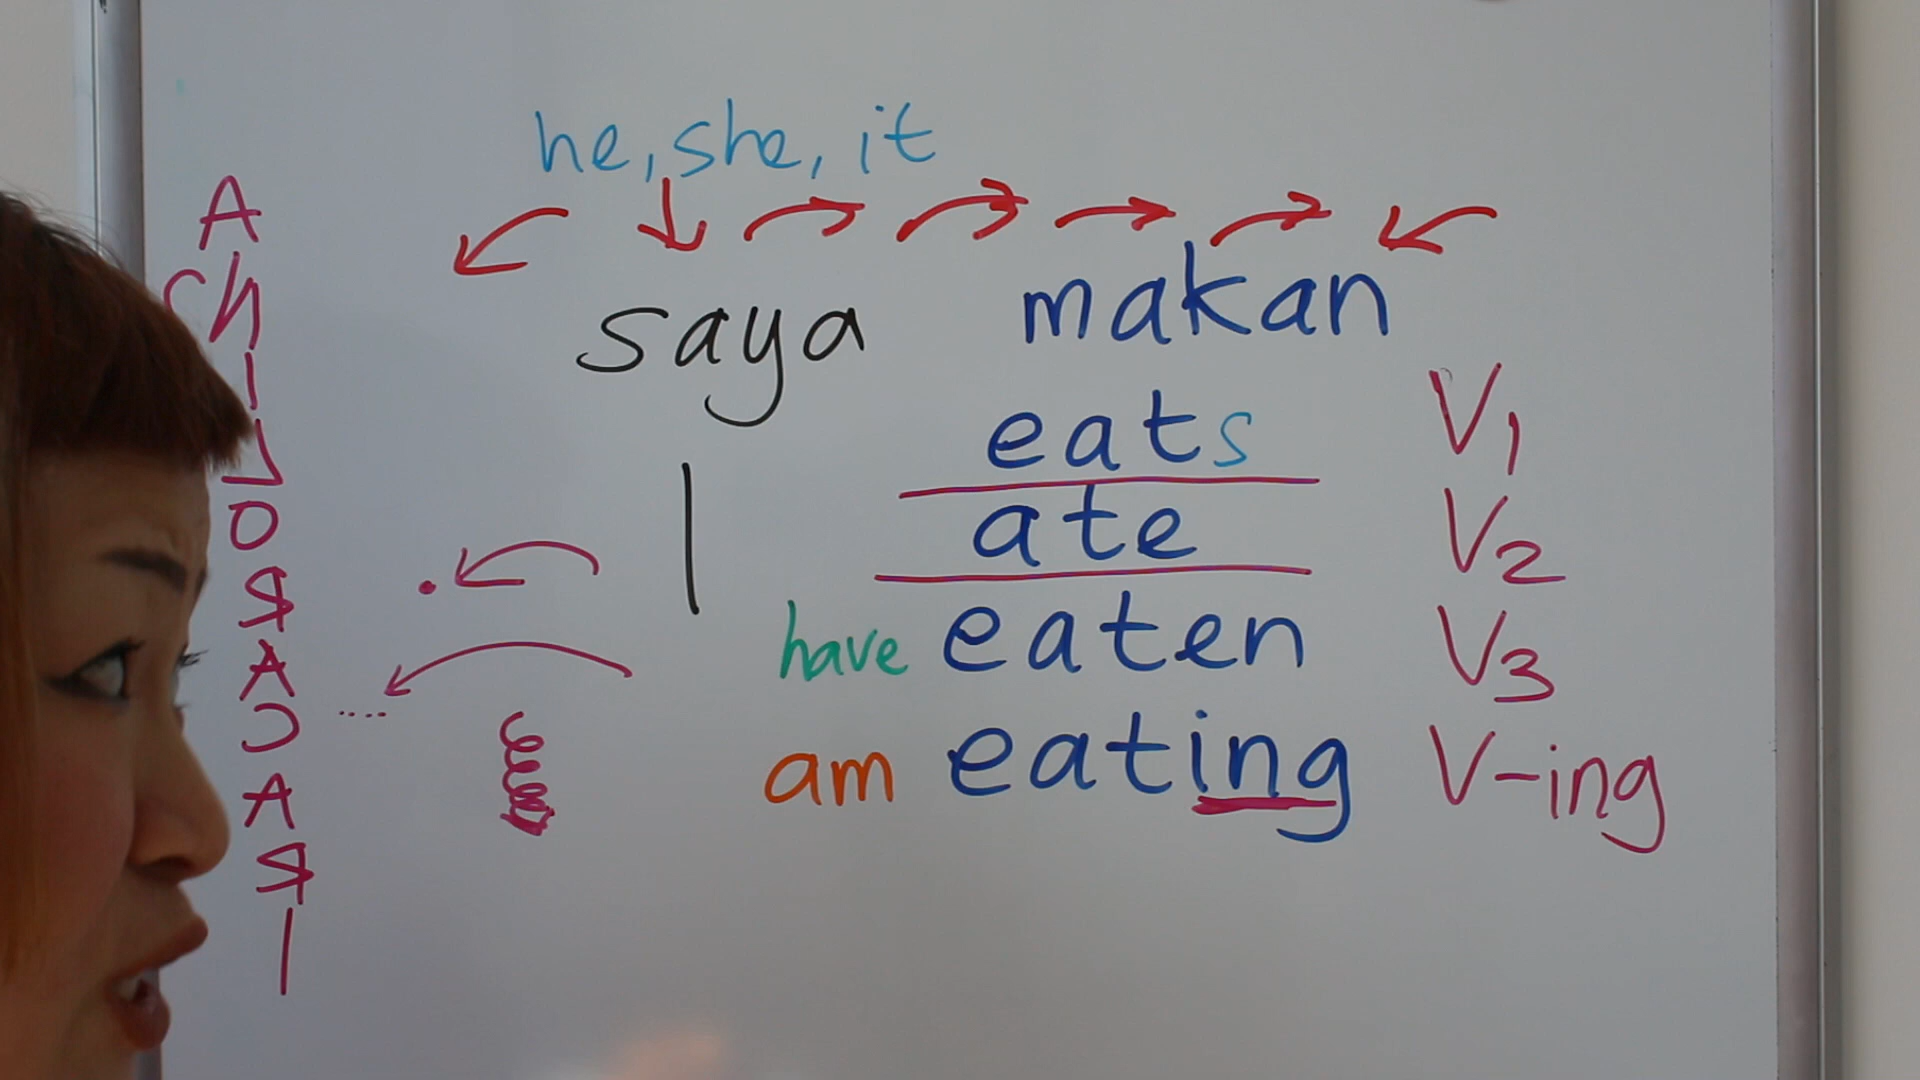 he, she, it
saya makan
eats V1
I ate V2
have eaten V3
am eating V-ing